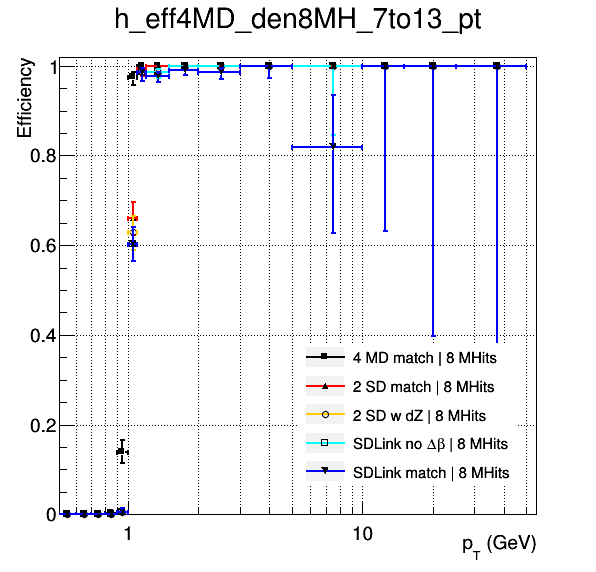 h_eff4MD_den8MH_7to13_pt
Efficiency
1
0.8
0.6
0.4
0.2
0
4 MD match | 8 MHits
2 SD match | 8 MHits
2 SD w dZ | 8 MHits
SDLink no Δβ | 8 MHits
SDLink match | 8 MHits
1
10
p_T (GeV)